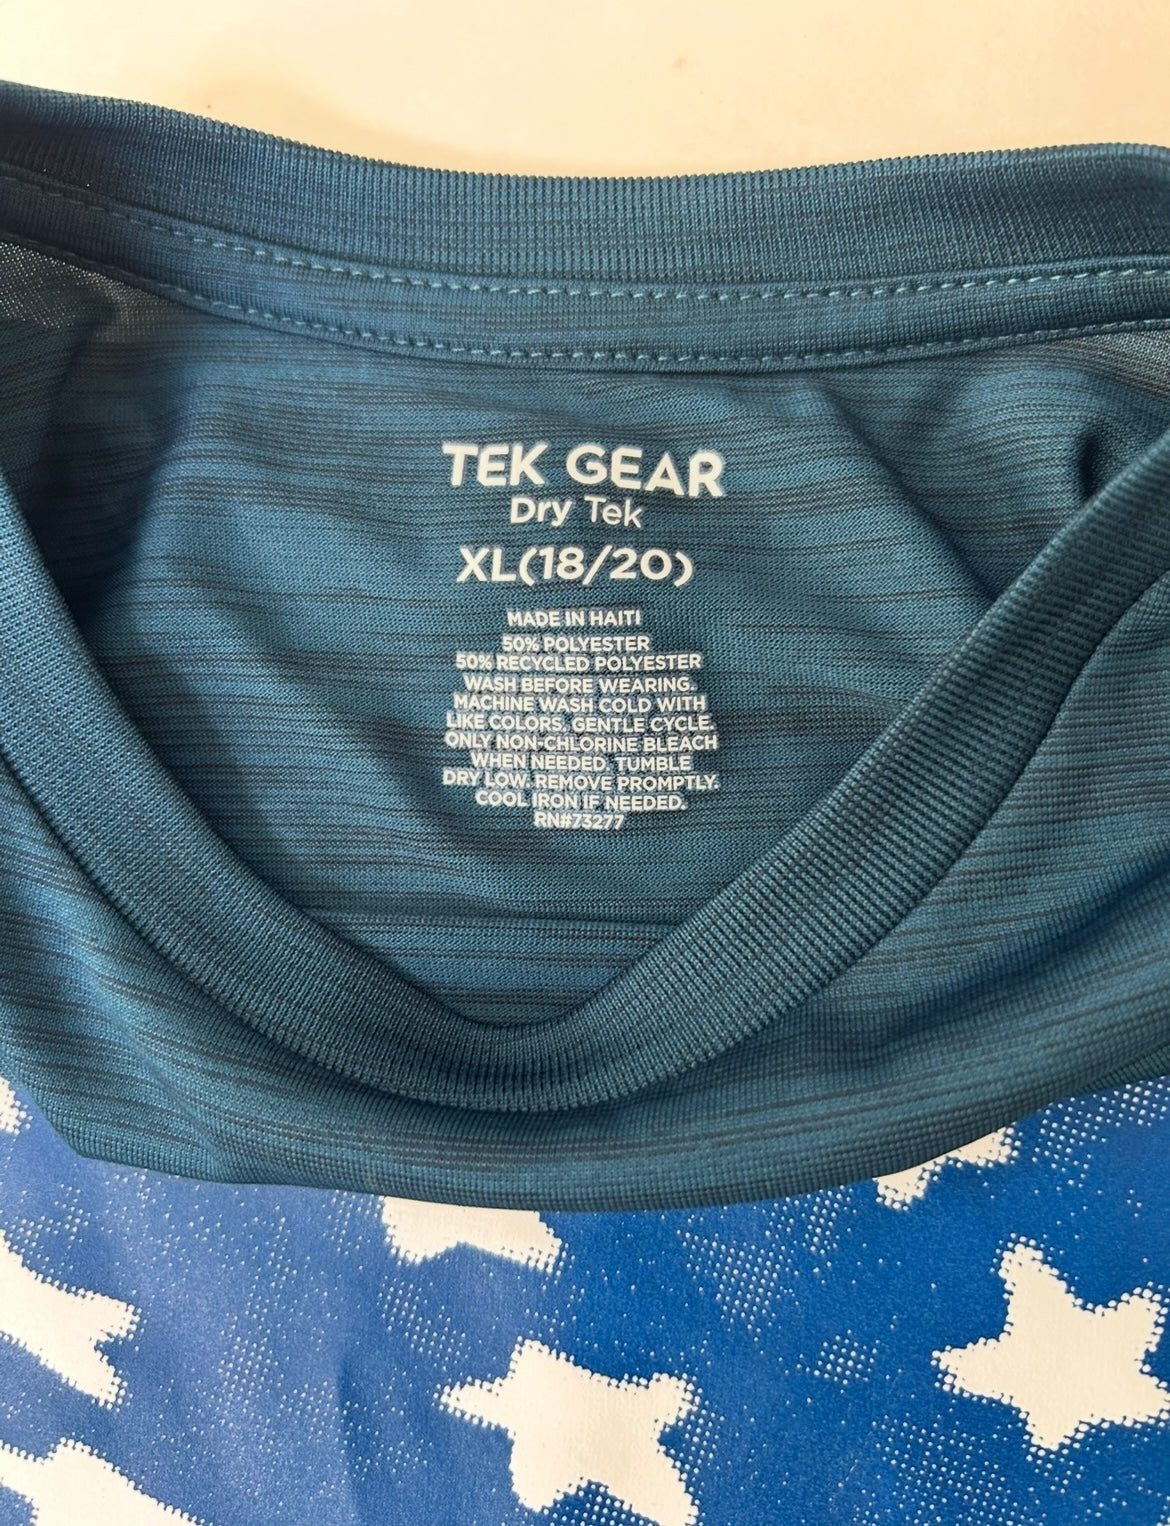 TEK GEAR
Dry Tek
XL(18/20)
MADE IN HAITI
50% POLYESTER
50% RECYCLED POLYESTER
WASH BEFORE WEARING.
MACHINE WASH COLD WITH
LIKE COLORS, GENTLE CYCLE.
ONLY NON-CHLORINE BLEACH
WHEN NEEDED. TUMBLE
DRY LOW. REMOVE PROMPTLY.
COOL IRON IF NEEDED.
RN#73277